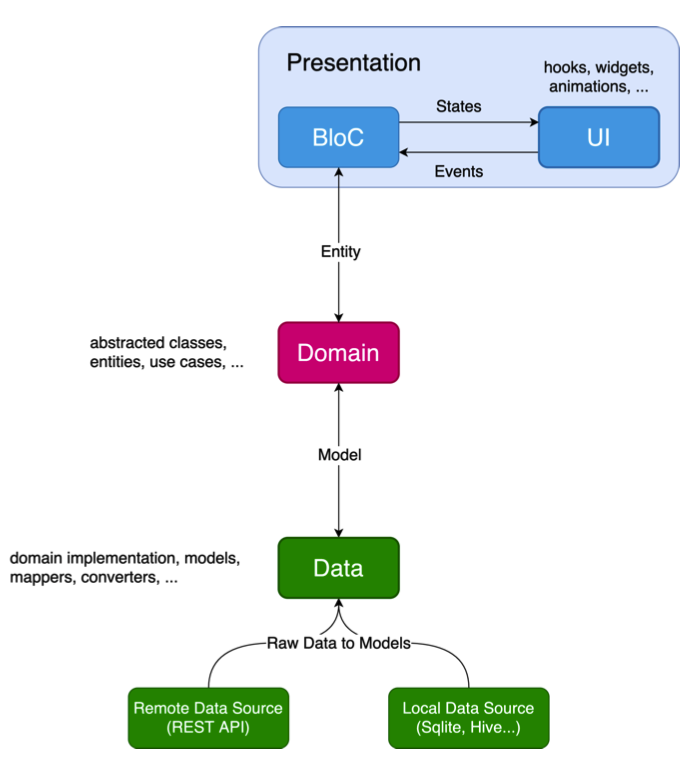 Presentation
hooks, widgets,
animations, ...
States
BloC
UI
Events
Entity
abstracted classes,
entities, use cases, ...
Domain
Model
domain implementation, models,
mappers, converters, ...
Data
Raw Data to Models
Remote Data Source
(REST API)
Local Data Source
(Sqlite, Hive...)